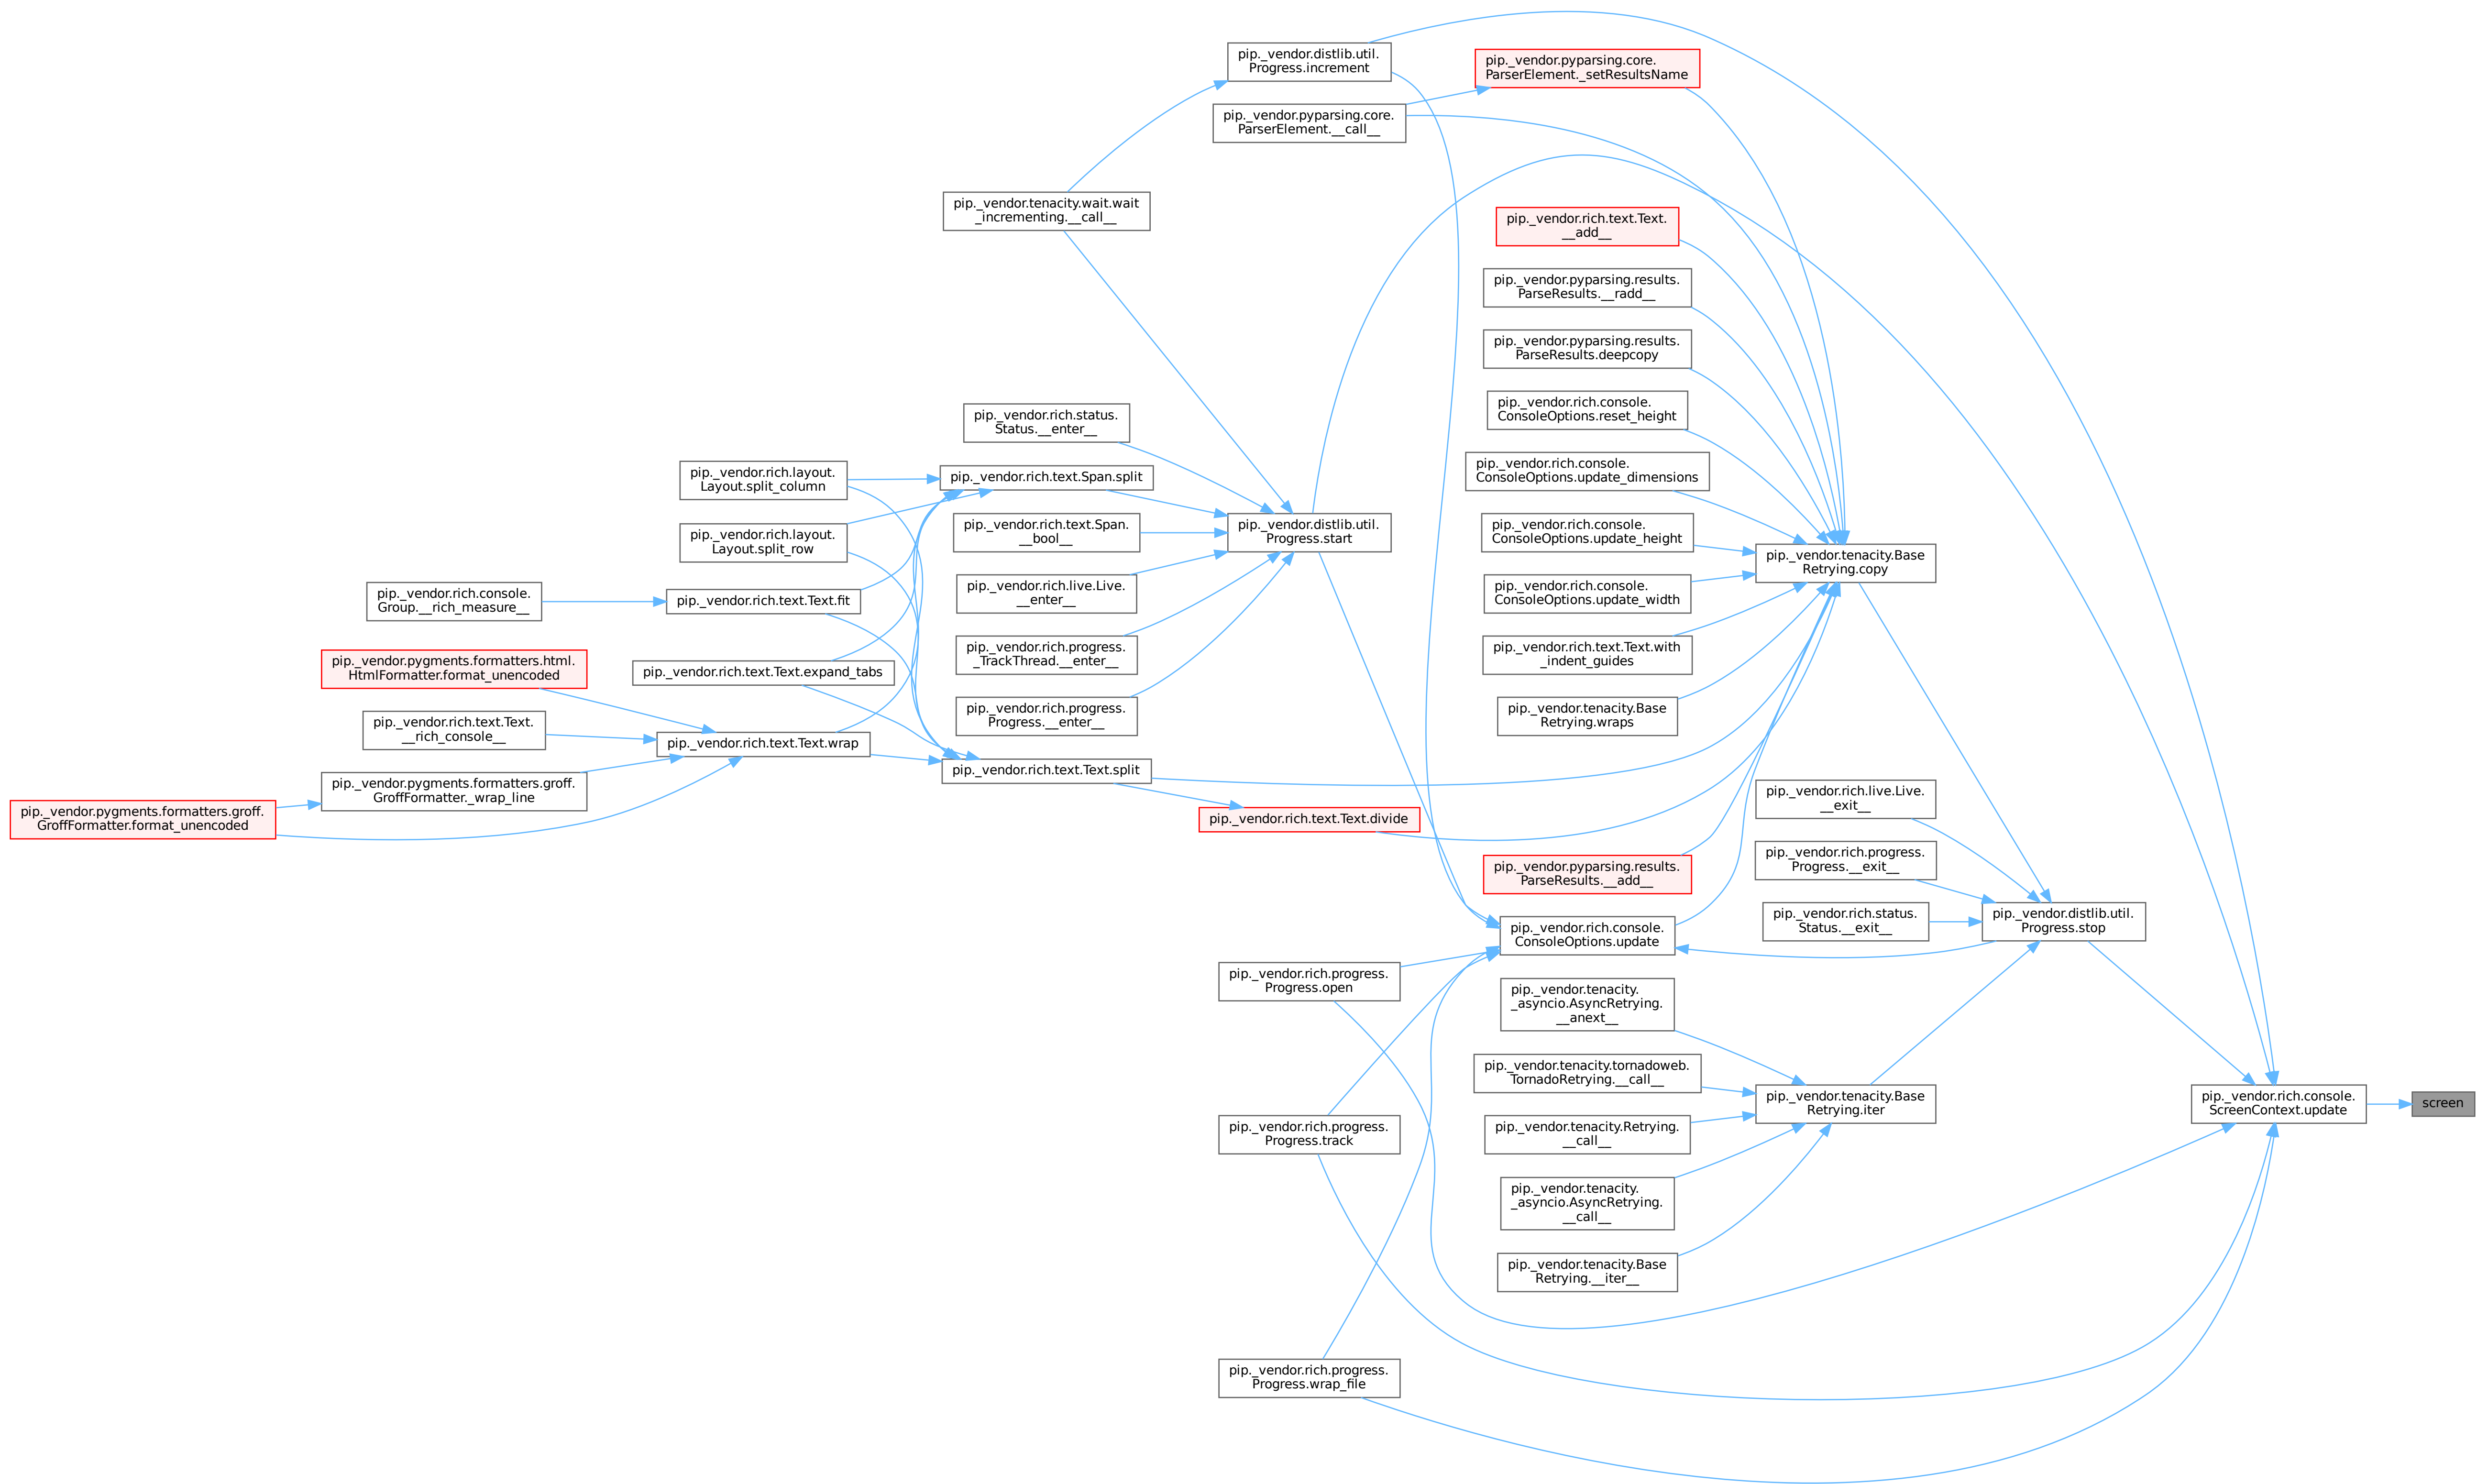 pip._vendor.distlib.util.
Progress.increment
pip._vendor.pyparsing.core.
ParserElement._setResultsName
pip._vendor.pyparsing.core.
ParserElement.__call__
pip._vendor.tenacity.wait.wait
_incrementing.__call__
pip._vendor.rich.text.Text.
__add__
pip._vendor.pyparsing.results.
ParseResults.__radd__
pip._vendor.pyparsing.results.
ParseResults.deepcopy
pip._vendor.rich.console.
ConsoleOptions.reset_height
pip._vendor.rich.status.
Status.__enter__
pip._vendor.rich.console.
ConsoleOptions.update_dimensions
pip._vendor.rich.layout.
Layout.split_column
pip._vendor.rich.text.Span.split
pip._vendor.rich.layout.
Layout.split_row
pip._vendor.rich.text.Span.
__bool__
pip._vendor.distlib.util.
Progress.start
pip._vendor.rich.console.
ConsoleOptions.update_height
pip._vendor.tenacity.Base
Retrying.copy
pip._vendor.rich.console.
Group.__rich_measure__
pip._vendor.rich.text.Text.fit
pip._vendor.rich.live.Live.
__enter__
pip._vendor.rich.console.
ConsoleOptions.update_width
pip._vendor.pygments.formatters.html.
HtmlFormatter.format_unencoded
pip._vendor.rich.text.Text.expand_tabs
pip._vendor.rich.progress.
_TrackThread.__enter__
pip._vendor.rich.text.Text.with
_indent_guides
pip._vendor.rich.text.Text.
__rich_console__
pip._vendor.rich.text.Text.wrap
pip._vendor.rich.progress.
Progress.__enter__
pip._vendor.tenacity.Base
Retrying.wraps
pip._vendor.pygments.formatters.groff.
GroffFormatter._wrap_line
pip._vendor.rich.text.Text.split
pip._vendor.rich.live.Live.
__exit__
pip._vendor.pygments.formatters.groff.
GroffFormatter.format_unencoded
pip._vendor.rich.text.Text.divide
pip._vendor.pyparsing.results.
ParseResults.__add__
pip._vendor.rich.progress.
Progress.__exit__
pip._vendor.rich.console.
ConsoleOptions.update
pip._vendor.rich.status.
Status.__exit__
pip._vendor.distlib.util.
Progress.stop
pip._vendor.rich.progress.
Progress.open
pip._vendor.tenacity.
_asyncio.AsyncRetrying.
__anext__
pip._vendor.tenacity.tornadoweb.
TornadoRetrying.__call__
pip._vendor.tenacity.Base
Retrying.iter
pip._vendor.rich.console.
ScreenContext.update
screen
pip._vendor.rich.progress.
Progress.track
pip._vendor.tenacity.Retrying.
__call__
pip._vendor.tenacity.
_asyncio.AsyncRetrying.
__call__
pip._vendor.tenacity.Base
Retrying.__iter__
pip._vendor.rich.progress.
Progress.wrap_file